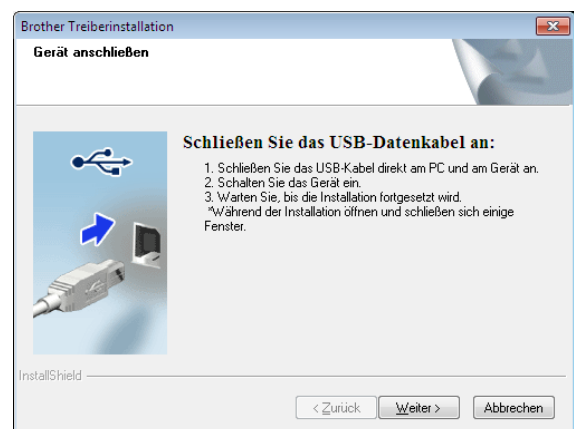 Brother Treiberinstallation
Gerät anschließen
Schließen Sie das USB-Datenkabel an:
1. Schließen Sie das USB-Kabel direkt am PC und am Gerät an.
2. Schalten Sie das Gerät ein.
3. Warten Sie, bis die Installation fortgesetzt wird.
*Während der Installation öffnen und schließen sich einige
Fenster.
InstallShield
< Zurück Weiter > Abbrechen